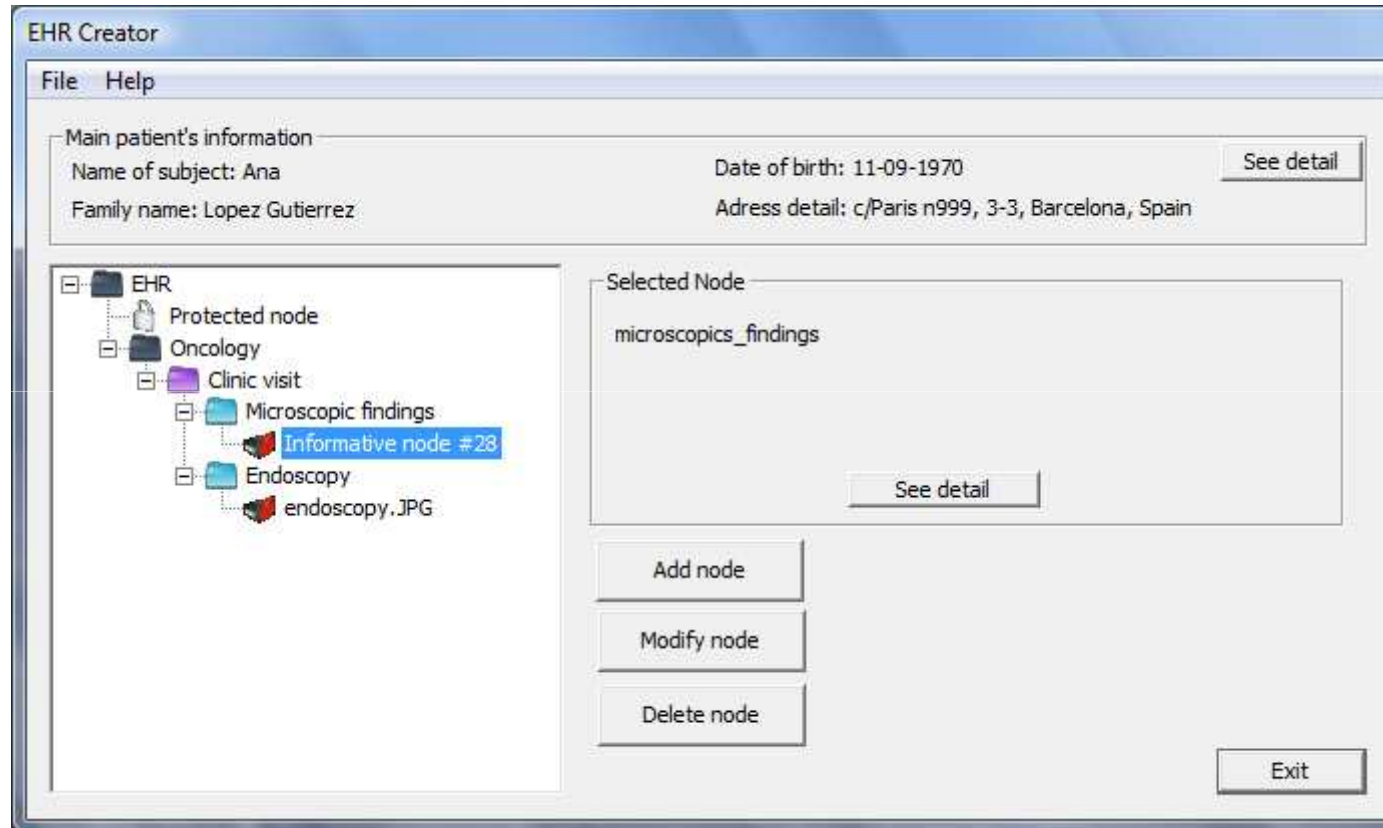 EHR Creator
File Help
Main patient's information
Name of subject: Ana
Date of birth: 11-09-1970
See detail
Family name: Lopez Gutierrez
Adress detail: c/Paris n999, 3-3, Barcelona, Spain
EHR
Protected node
Oncology
Clinic visit
Microscopic findings
Informative node #28
Endoscopy
endoscopy.JPG
Selected Node
microscopics_findings
See detail
Add node
Modify node
Delete node
Exit